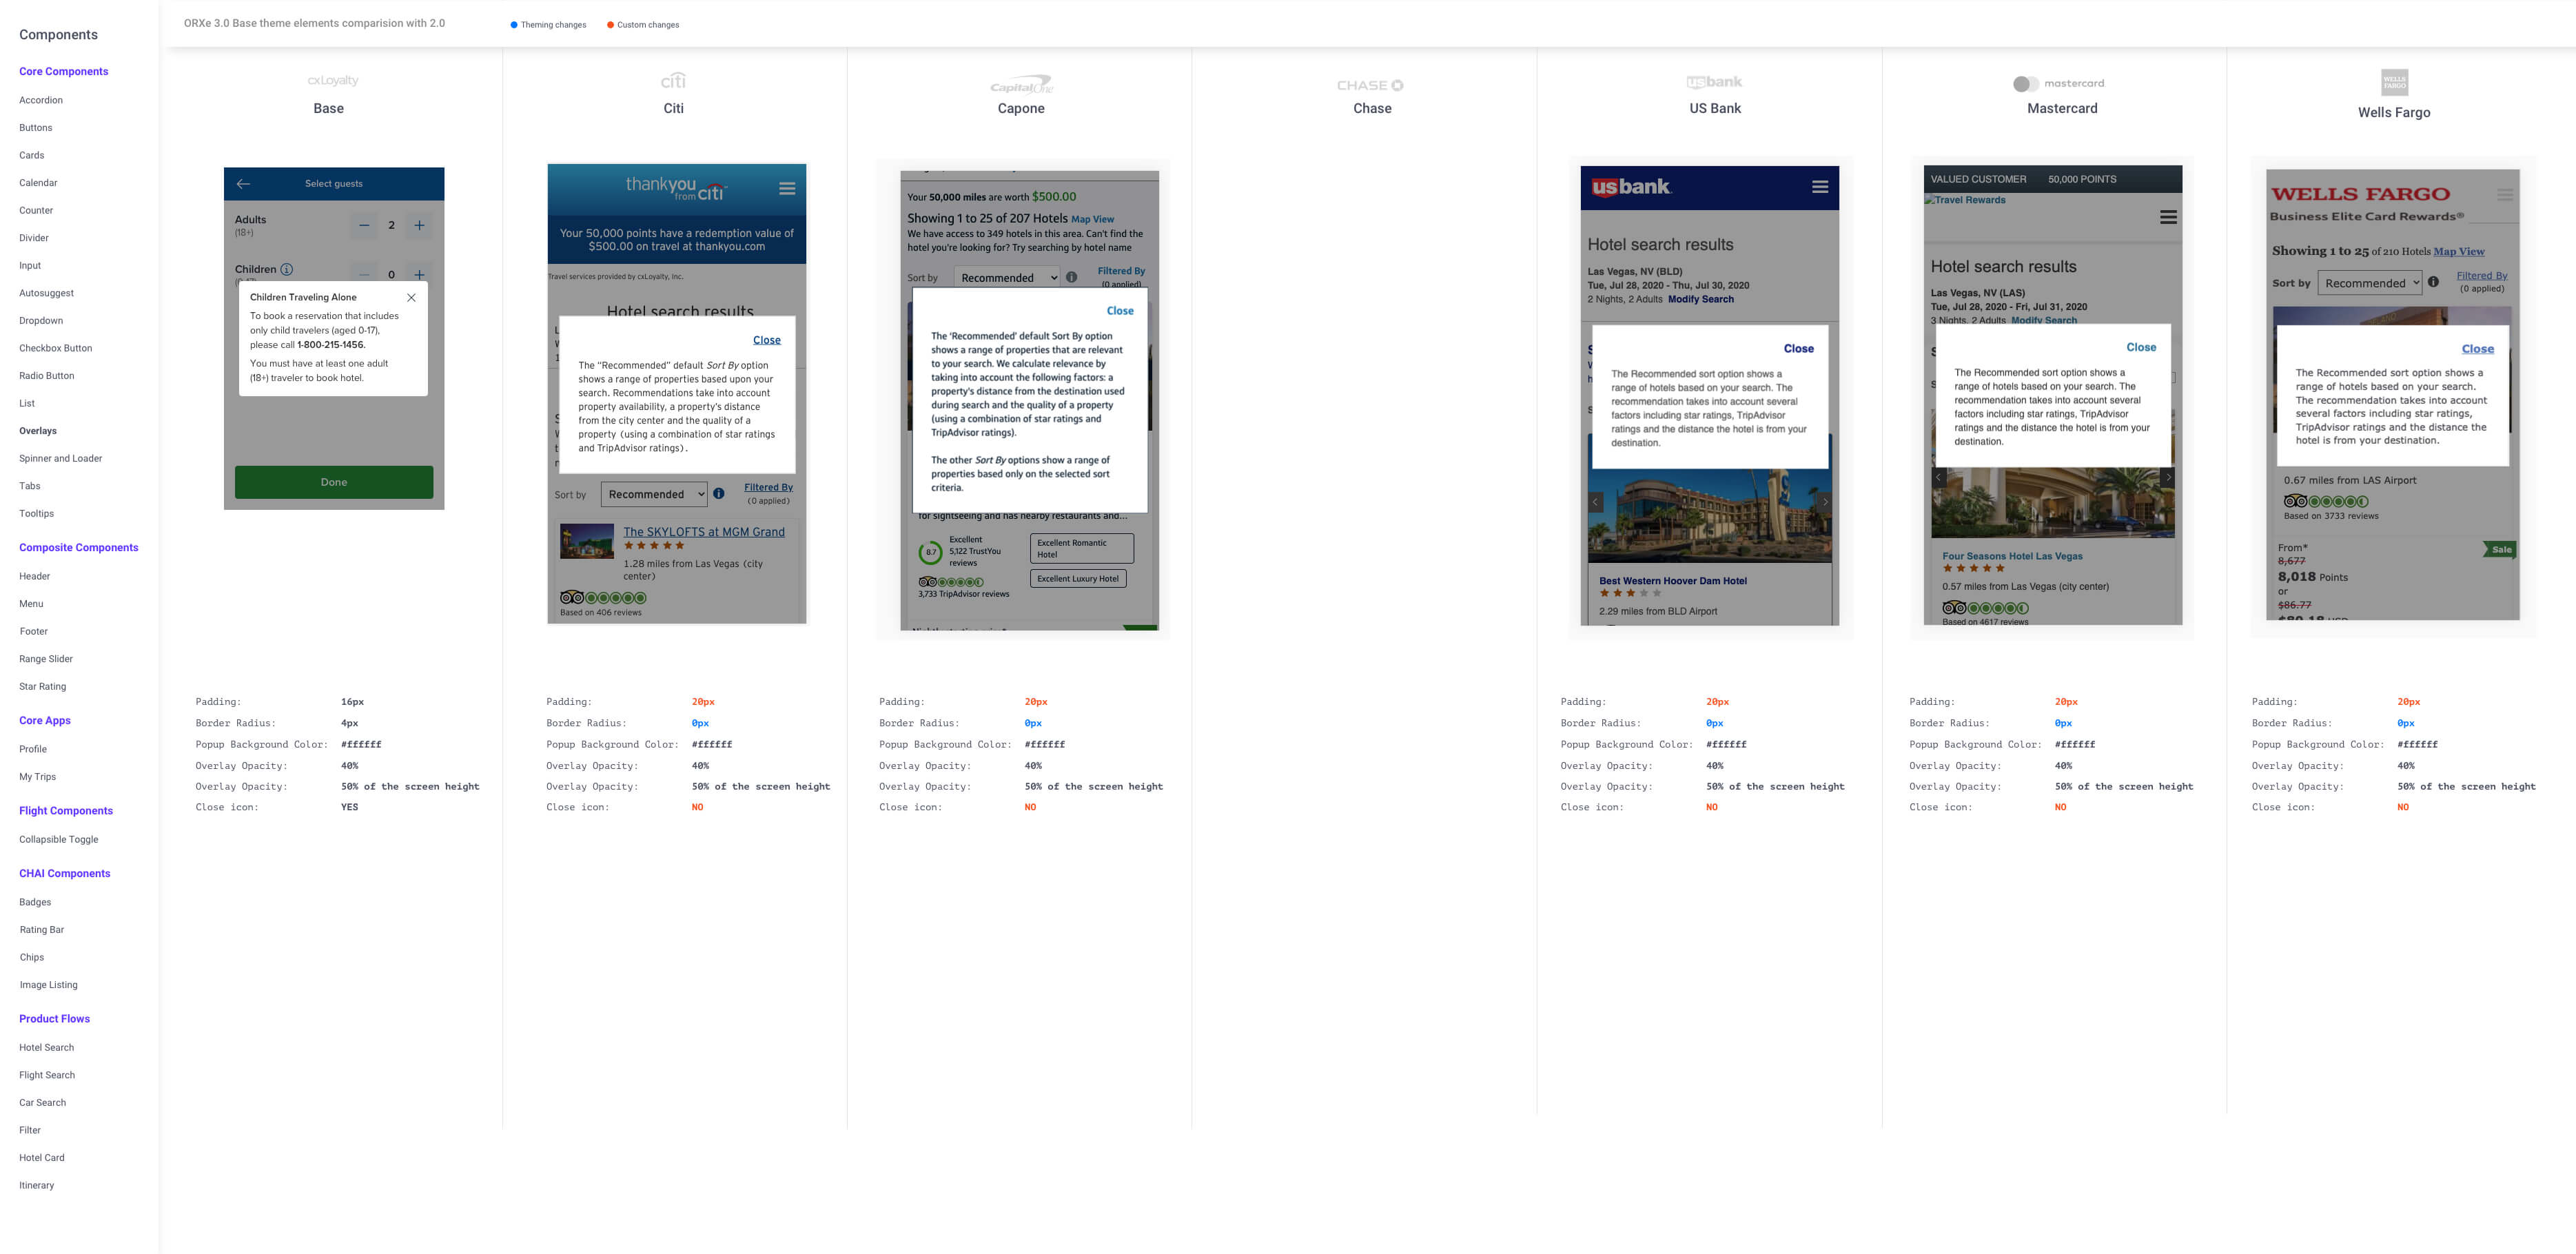 Components
Core Components
Accordion
Buttons
Cards
Calendar
Counter
Divider
Input
Autosuggest
Dropdown
Checkbox Button
Radio Button
List
Overlays
Spinner and Loader
Tabs
Tooltips
Composite Components
Header
Menu
Footer
Range Slider
Star Rating
Core Apps
Profile
My Trips
Flight Components
Collapsible Toggle
CHAI Components
Badges
Rating Bar
Chips
Image Listing
Product Flows
Hotel Search
Flight Search
Car Search
Filter
Hotel Card
Itinerary
ORXe 3.0 Base theme elements comparision with 2.0
Theming changes
Custom changes
cxLoyalty
Base
Select guests
Adults
(18+)
2
Children
0
Children Traveling Alone
To book a reservation that includes
only child travelers (aged 0-17),
please call 1-800-215-1456.
You must have at least one adult
(18+) traveler to book hotel.
Done
Padding: 16px
Border Radius: 4px
Popup Background Color: #ffffff
Overlay Opacity: 40%
Overlay Opacity: 50% of the screen height
Close icon: YES
citi
Citi
thankyou
from citi
Your 50,000 points have a redemption value of
$500.00 on travel at thankyou.com
Travel services provided by cxLoyalty, Inc.
Hotel search results
Close
The "Recommended" default Sort By option
shows a range of properties based upon your
search. Recommendations take into account
property availability, a property's distance
from the city center and the quality of a
property (using a combination of star ratings
and TripAdvisor ratings).
Sort by Recommended Filtered By
(0 applied)
The SKYLOFTS at MGM Grand
1.28 miles from Las Vegas (city
center)
Based on 406 reviews
Padding: 20px
Border Radius: 0px
Popup Background Color: #ffffff
Overlay Opacity: 40%
Overlay Opacity: 50% of the screen height
Close icon: NO
Capital One
Capone
Your 50,000 miles are worth $500.00
Showing 1 to 25 of 207 Hotels Map View
We have access to 349 hotels in this area. Can't find the
hotel you're looking for? Try searching by hotel name
Sort by Recommended Filtered By
(0 applied)
Close
The 'Recommended' default Sort By option
shows a range of properties that are relevant
to your search. We calculate relevance by
taking into account the following factors: a
property's distance from the destination used
during search and the quality of a property
(using a combination of star ratings and
TripAdvisor ratings).
The other Sort By options show a range of
properties based only on the selected sort
criteria.
for sightseeing and has nearby restaurants and...
8.7
Excellent
5,122 TrustYou
reviews
Excellent Romantic
Hotel
Excellent Luxury Hotel
3,733 TripAdvisor reviews
Padding: 20px
Border Radius: 0px
Popup Background Color: #ffffff
Overlay Opacity: 40%
Overlay Opacity: 50% of the screen height
Close icon: NO
CHASE
Chase
usbank
US Bank
usbank
Hotel search results
Las Vegas, NV (BLD)
Tue, Jul 28, 2020 - Thu, Jul 30, 2020
2 Nights, 2 Adults Modify Search
Close
The Recommended sort option shows a
range of hotels based on your search. The
recommendation takes into account several
factors including star ratings, TripAdvisor
ratings and the distance the hotel is from your
destination.
Best Western Hoover Dam Hotel
2.29 miles from BLD Airport
Padding: 20px
Border Radius: 0px
Popup Background Color: #ffffff
Overlay Opacity: 40%
Overlay Opacity: 50% of the screen height
Close icon: NO
mastercard
Mastercard
VALUED CUSTOMER 50,000 POINTS
Travel Rewards
Hotel search results
Las Vegas, NV (LAS)
Tue, Jul 28, 2020 - Fri, Jul 31, 2020
3 Nights, 2 Adults Modify Search
Close
The Recommended sort option shows a
range of hotels based on your search. The
recommendation takes into account several
factors including star ratings, TripAdvisor
ratings and the distance the hotel is from your
destination.
Four Seasons Hotel Las Vegas
0.57 miles from Las Vegas (city center)
Based on 4617 reviews
Padding: 20px
Border Radius: 0px
Popup Background Color: #ffffff
Overlay Opacity: 40%
Overlay Opacity: 50% of the screen height
Close icon: NO
WELLS
FARGO
Wells Fargo
WELLS FARGO
Business Elite Card Rewards®
Showing 1 to 25 of 210 Hotels Map View
Sort by Recommended Filtered By
(0 applied)
Close
The Recommended sort option shows a
range of hotels based on your search.
The recommendation takes into account
several factors including star ratings,
TripAdvisor ratings and the distance the
hotel is from your destination.
0.67 miles from LAS Airport
Based on 3733 reviews
From*
Sale
8,677
8,018 Points
or
$86.77
Padding: 20px
Border Radius: 0px
Popup Background Color: #ffffff
Overlay Opacity: 40%
Overlay Opacity: 50% of the screen height
Close icon: NO